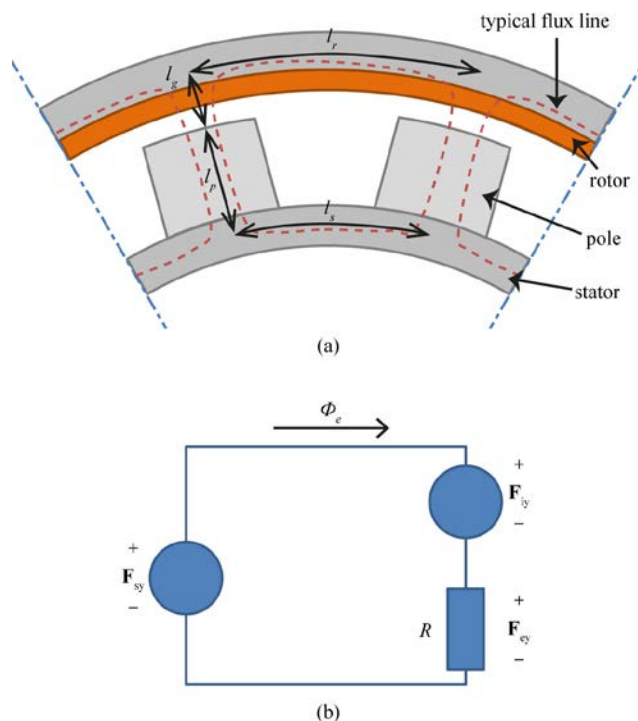 typical flux line
l_r
l_g
rotor
l_p
l_s
pole
stator
(a)
Φ_e
+
F_iy
−
+
F_sy
−
+
R F_ey
−
(b)